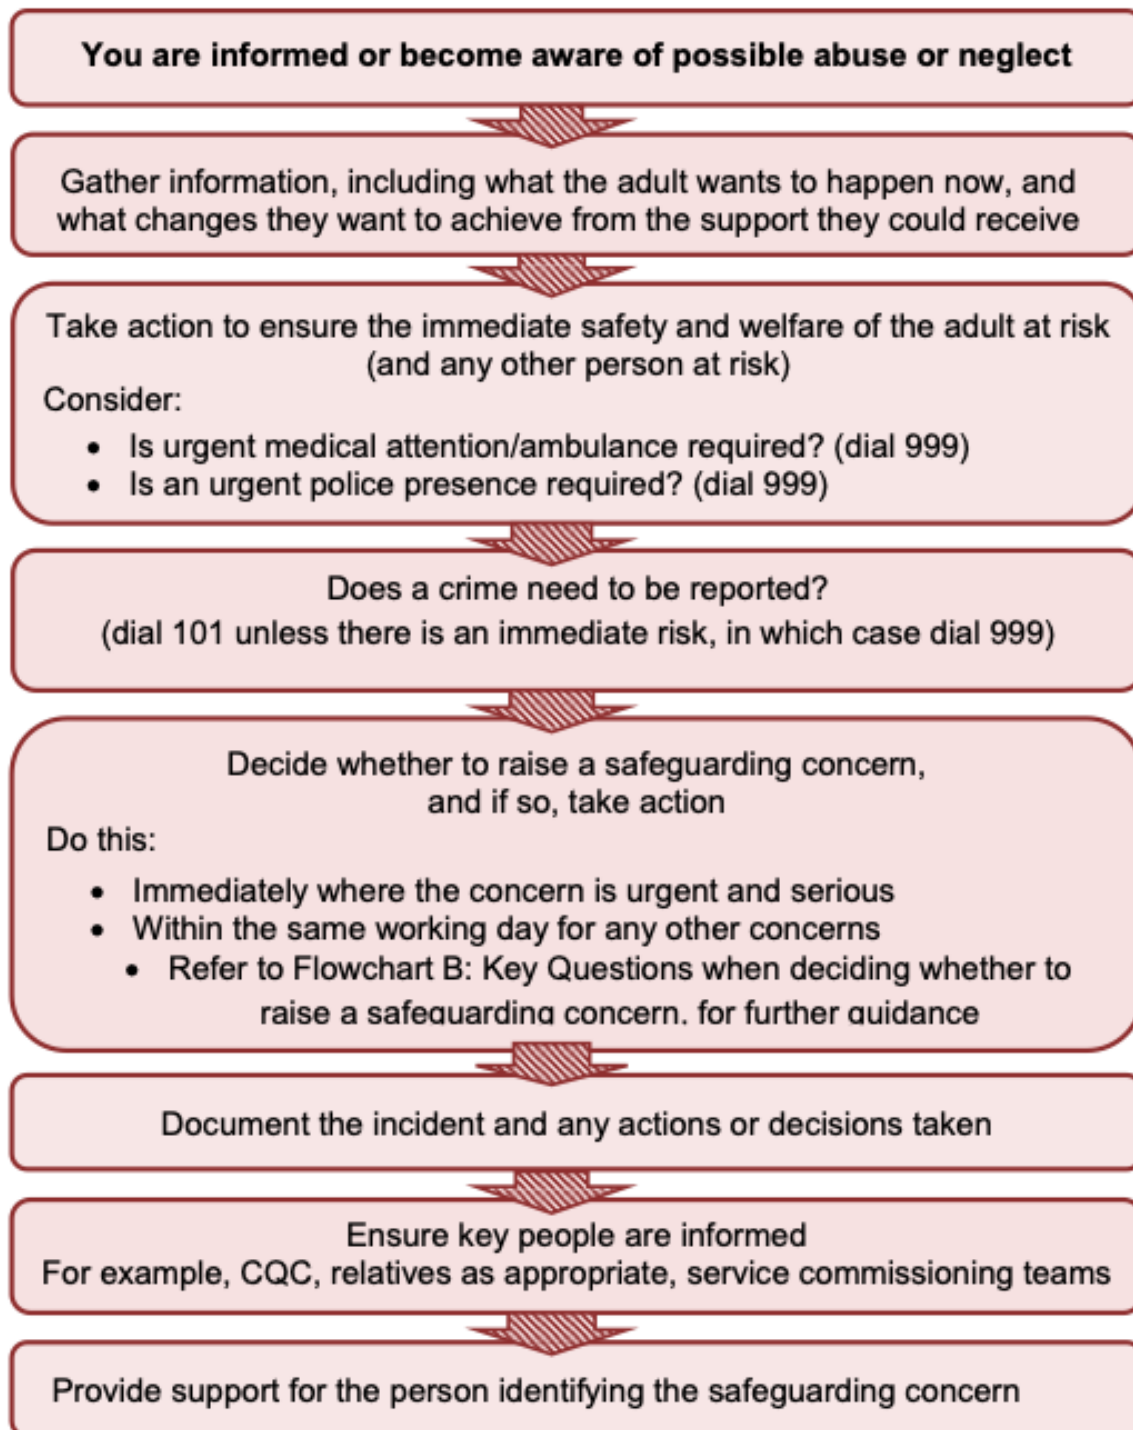 You are informed or become aware of possible abuse or neglect
Gather information, including what the adult wants to happen now, and
what changes they want to achieve from the support they could receive
Take action to ensure the immediate safety and welfare of the adult at risk
(and any other person at risk)
Consider:
• Is urgent medical attention/ambulance required? (dial 999)
• Is an urgent police presence required? (dial 999)
Does a crime need to be reported?
(dial 101 unless there is an immediate risk, in which case dial 999)
Decide whether to raise a safeguarding concern,
and if so, take action
Do this:
• Immediately where the concern is urgent and serious
• Within the same working day for any other concerns
• Refer to Flowchart B: Key Questions when deciding whether to
raise a safeguarding concern, for further guidance
Document the incident and any actions or decisions taken
Ensure key people are informed
For example, CQC, relatives as appropriate, service commissioning teams
Provide support for the person identifying the safeguarding concern